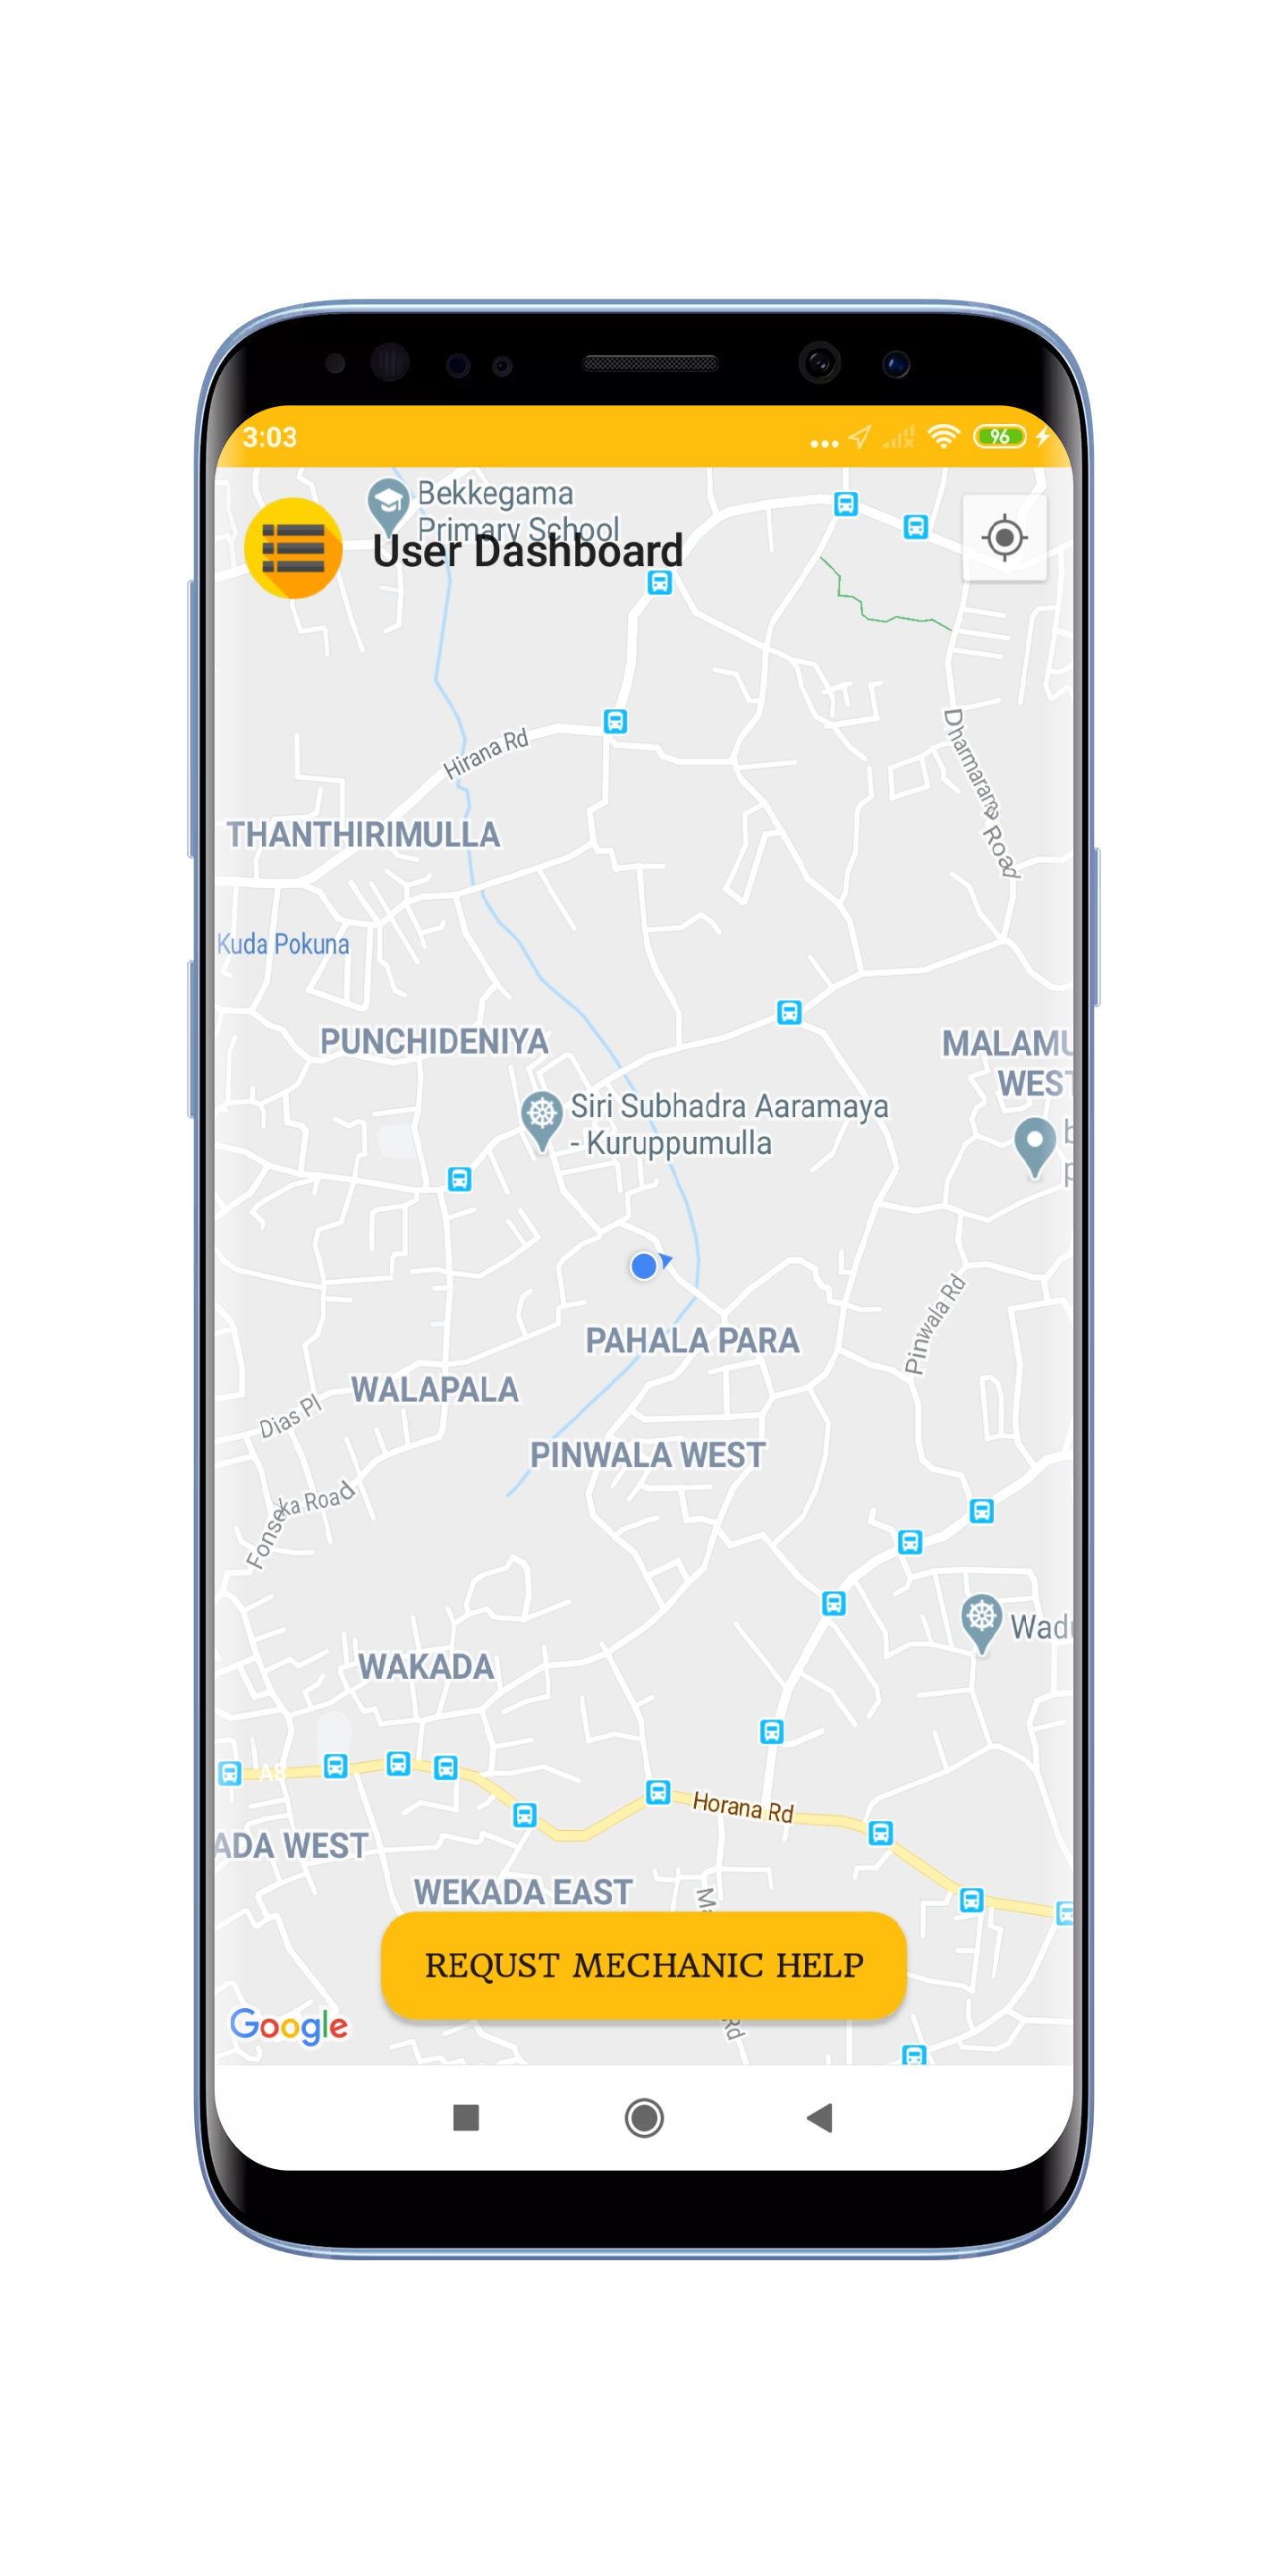 3:03
96
Bekkegama
Primary School
User Dashboard
Hirana Rd
Dharmarama Road
THANTHIRIMULLA
Kuda Pokuna
PUNCHIDENIYA
MALAMU
WEST
Siri Subhadra Aaramaya
- Kuruppumulla
Pinwala Rd
PAHALA PARA
WALAPALA
Dias Pl
PINWALA WEST
Fonseka Road
Wadu
WAKADA
A8
Horana Rd
ADA WEST
WEKADA EAST
REQUST MECHANIC HELP
Rd
Google